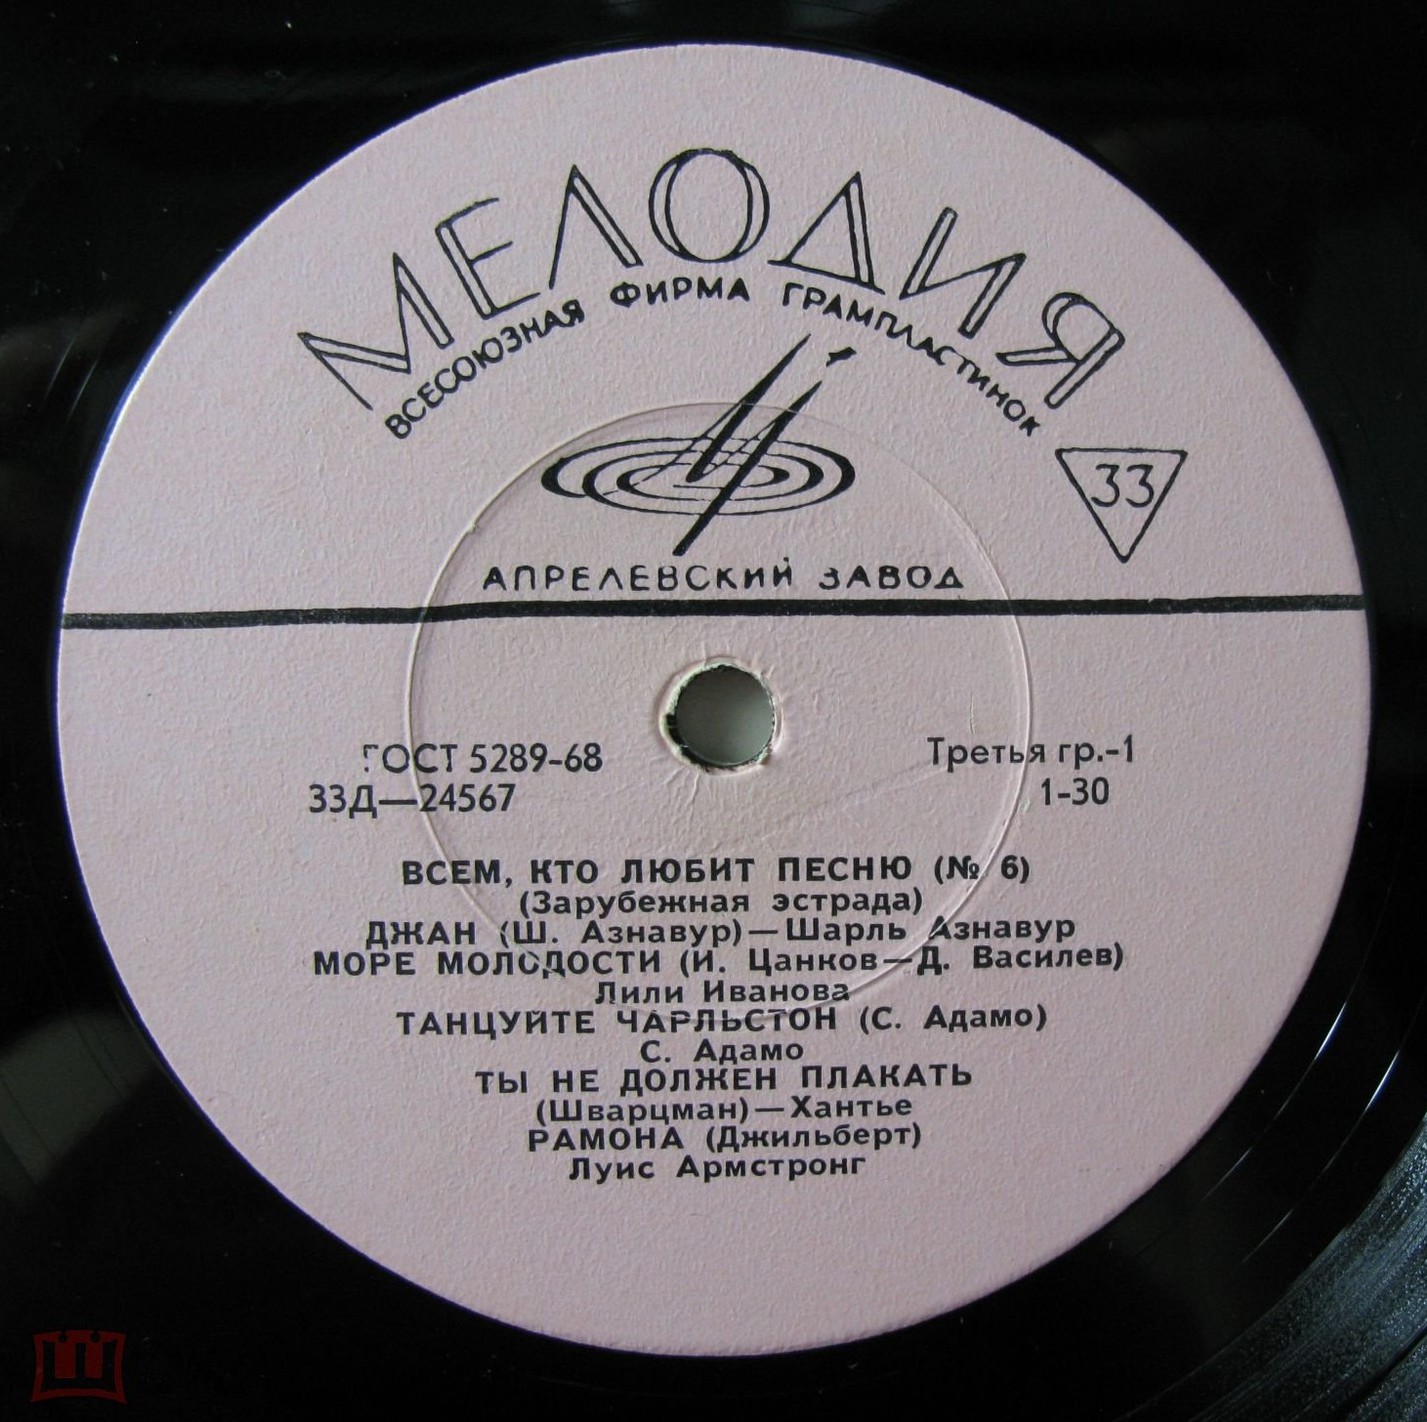 МЕЛОДИЯ
ВСЕСОЮЗНАЯ ФИРМА ГРАМПЛАСТИНОК
33
АПРЕЛЕВСКИЙ ЗАВОД
ГОСТ 5289-68
Третья гр.-1
33Д—24567
1-30
ВСЕМ, КТО ЛЮБИТ ПЕСНЮ (№ 6)
(Зарубежная эстрада)
ДЖАН (Ш. Азнавур)—Шарль Азнавур
МОРЕ МОЛОДОСТИ (И. Цанков—Д. Василев)
Лили Иванова
ТАНЦУЙТЕ ЧАРЛЬСТОН (С. Адамо)
С. Адамо
ТЫ НЕ ДОЛЖЕН ПЛАКАТЬ
(Шварцман)—Хантье
РАМОНА (Джильберт)
Луис Армстронг